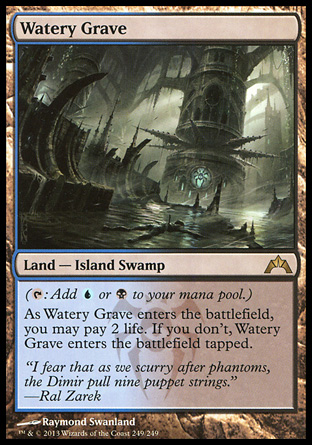 Watery Grave
Land — Island Swamp
(: Add or to your mana pool.)
As Watery Grave enters the battlefield,
you may pay 2 life. If you don't, Watery
Grave enters the battlefield tapped.
"I fear that as we scurry after phantoms,
the Dimir pull nine puppet strings."
—Ral Zarek
Raymond Swanland
™ & © 2013 Wizards of the Coast 249/249